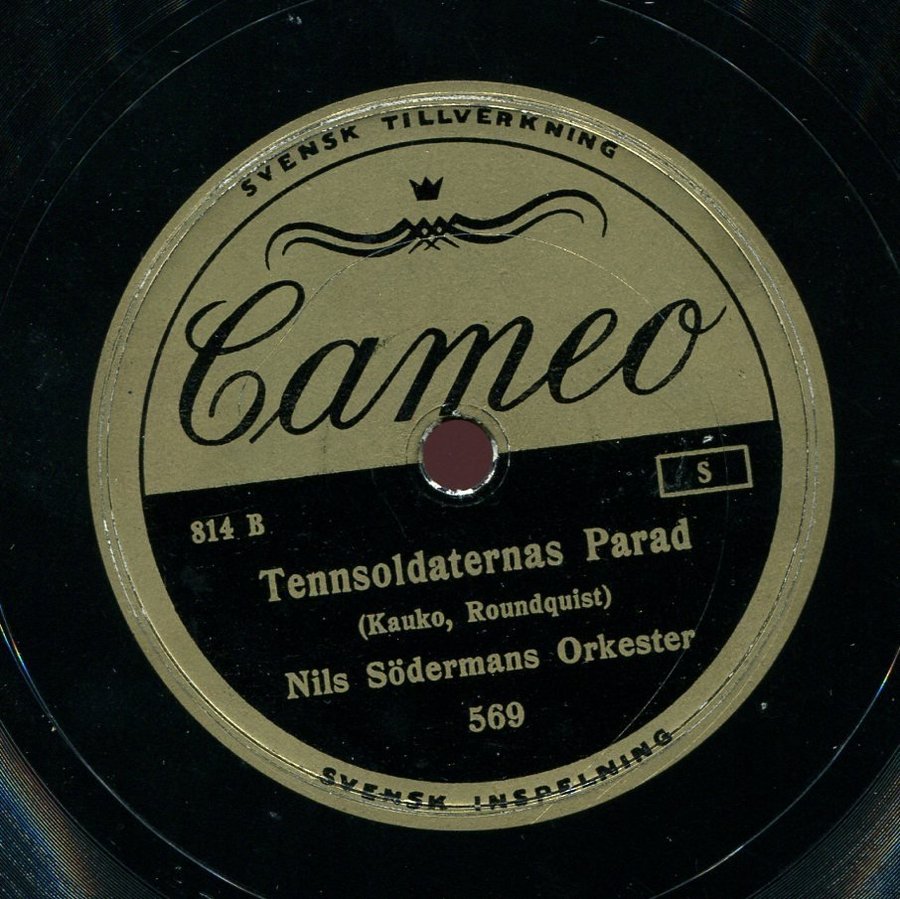 SVENSK TILLVERKNING
Cameo
S
814 B
Tennsoldaternas Parad
(Kauko, Roundquist)
Nils Södermans Orkester
569
SVENSK INSPELNING